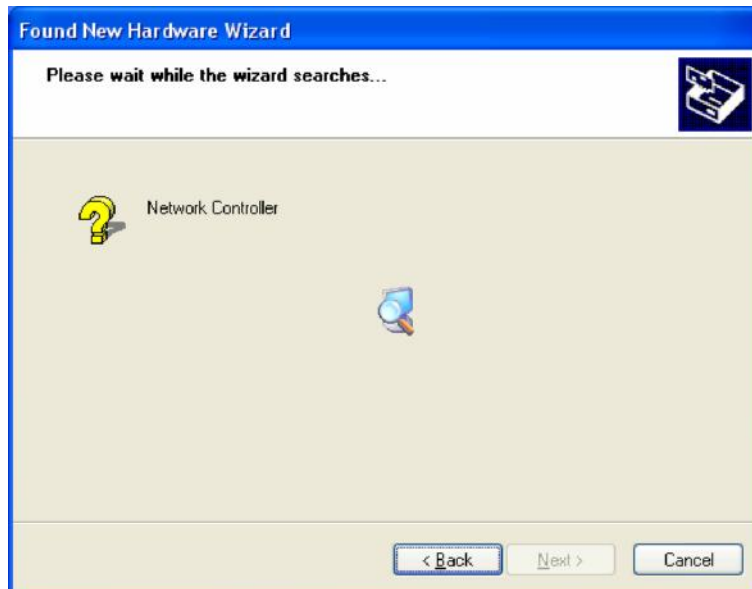 Found New Hardware Wizard
Please wait while the wizard searches...
Network Controller
< Back
Next >
Cancel